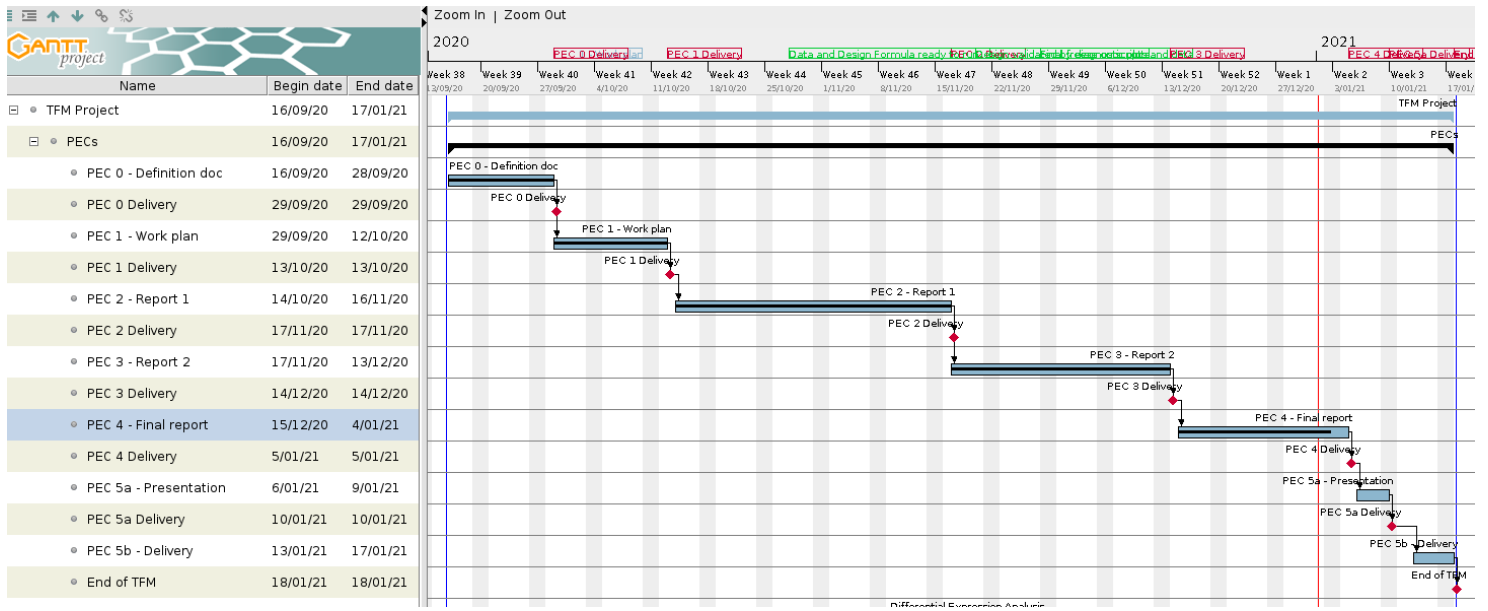 Zoom In | Zoom Out
GANTT project
2020
2021
PEC 0 Delivery
PEC 1 Delivery
Data and Design Formula ready
PEC 3 Delivery
Name Begin date End date
Week 38 Week 39 Week 40 Week 41 Week 42 Week 43 Week 44 Week 45 Week 46 Week 47 Week 48 Week 49 Week 50 Week 51 Week 52 Week 1 Week 2 Week 3 Week
13/09/20 20/09/20 27/09/20 4/10/20 11/10/20 18/10/20 25/10/20 1/11/20 8/11/20 15/11/20 22/11/20 29/11/20 6/12/20 13/12/20 20/12/20 27/12/20 3/01/21 10/01/21 17/01/
TFM Project 16/09/20 17/01/21
TFM Project
PECs 16/09/20 17/01/21
PECs
PEC 0 - Definition doc 16/09/20 28/09/20
PEC 0 - Definition doc
PEC 0 Delivery 29/09/20 29/09/20
PEC 0 Delivery
PEC 1 - Work plan 29/09/20 12/10/20
PEC 1 - Work plan
PEC 1 Delivery 13/10/20 13/10/20
PEC 1 Delivery
PEC 2 - Report 1 14/10/20 16/11/20
PEC 2 - Report 1
PEC 2 Delivery 17/11/20 17/11/20
PEC 2 Delivery
PEC 3 - Report 2 17/11/20 13/12/20
PEC 3 - Report 2
PEC 3 Delivery 14/12/20 14/12/20
PEC 3 Delivery
PEC 4 - Final report 15/12/20 4/01/21
PEC 4 - Final report
PEC 4 Delivery 5/01/21 5/01/21
PEC 4 Delivery
PEC 5a - Presentation 6/01/21 9/01/21
PEC 5a - Presentation
PEC 5a Delivery 10/01/21 10/01/21
PEC 5a Delivery
PEC 5b - Delivery 13/01/21 17/01/21
PEC 5b - Delivery
End of TFM 18/01/21 18/01/21
End of TFM
Differential Expression Analysis